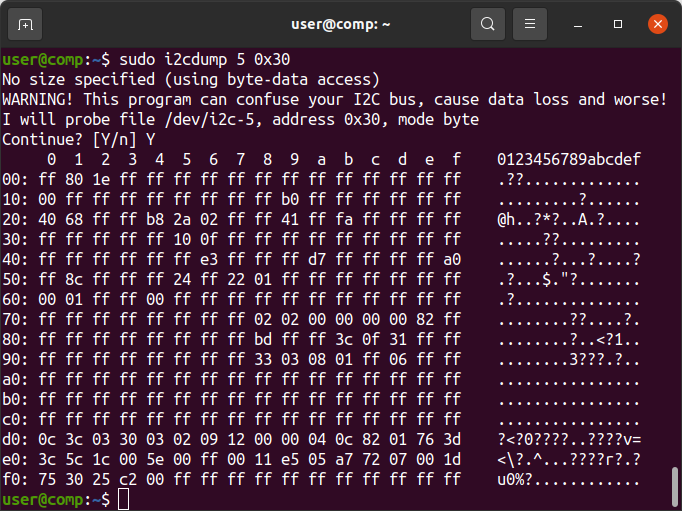 user@comp: ~
user@comp:~$ sudo i2cdump 5 0x30
No size specified (using byte-data access)
WARNING! This program can confuse your I2C bus, cause data loss and worse!
I will probe file /dev/i2c-5, address 0x30, mode byte
Continue? [Y/n] Y
     0  1  2  3  4  5  6  7  8  9  a  b  c  d  e  f    0123456789abcdef
00: ff 80 1e ff ff ff ff ff ff ff ff ff ff ff ff ff    .??.............
10: 00 ff ff ff ff ff ff ff ff b0 ff ff ff ff ff ff    .........?......
20: 40 68 ff ff b8 2a 02 ff ff 41 ff fa ff ff ff ff    @h..?*?..A.?....
30: ff ff ff ff ff 10 0f ff ff ff ff ff ff ff ff ff    .....??.........
40: ff ff ff ff ff ff e3 ff ff ff d7 ff ff ff ff a0    ......?...?....?
50: ff 8c ff ff ff 24 ff 22 01 ff ff ff ff ff ff ff    .?...$."?.......
60: 00 01 ff ff 00 ff ff ff ff ff ff ff ff ff ff ff    .?..............
70: ff ff ff ff ff ff ff ff 02 02 00 00 00 00 82 ff    ........??....?.
80: ff ff ff ff ff ff ff ff bd ff ff 3c 0f 31 ff ff    ........?..<?1..
90: ff ff ff ff ff ff ff ff 33 03 08 01 ff 06 ff ff    ........3???.?..
a0: ff ff ff ff ff ff ff ff ff ff ff ff ff ff ff ff    ................
b0: ff ff ff ff ff ff ff ff ff ff ff ff ff ff ff ff    ................
c0: ff ff ff ff ff ff ff ff ff ff ff ff ff ff ff ff    ................
d0: 0c 3c 03 30 03 02 09 12 00 00 04 0c 82 01 76 3d    ?<?0????..????v=
e0: 3c 5c 1c 00 5e 00 ff 00 11 e5 05 a7 72 07 00 1d    <\?.^...????r?.?
f0: 75 30 25 c2 00 ff ff ff ff ff ff ff ff ff ff ff    u0%?............
user@comp:~$